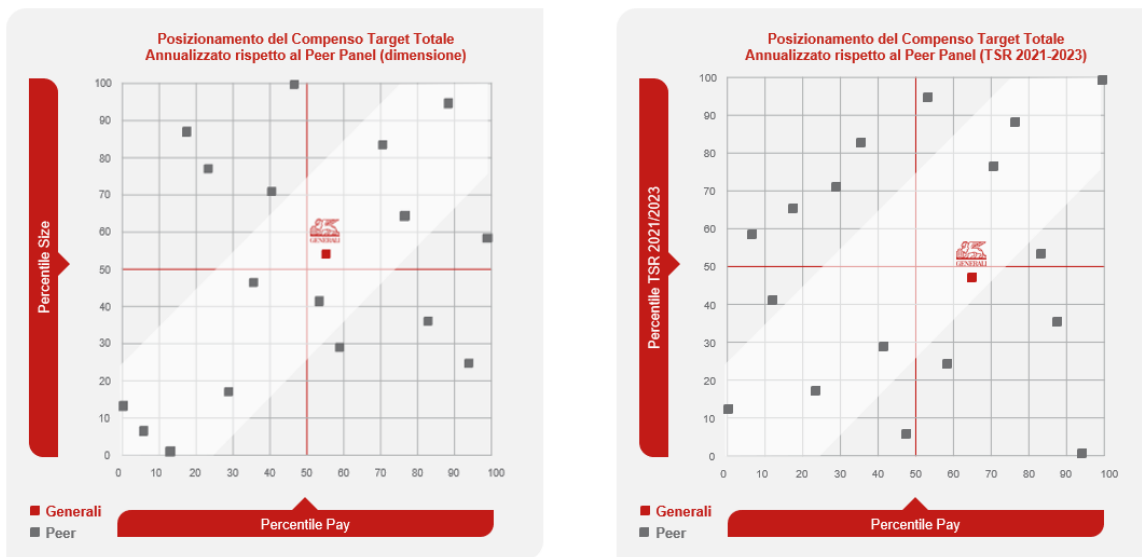 Posizionamento del Compenso Target Totale
Annualizzato rispetto al Peer Panel (dimensione)
100
90
80
70
60
50
40
30
20
10
0
Percentile Size
GENERALI
0 10 20 30 40 50 60 70 80 90 100
Percentile Pay
Generali
Peer
Posizionamento del Compenso Target Totale
Annualizzato rispetto al Peer Panel (TSR 2021-2023)
100
90
80
70
60
50
40
30
20
10
0
Percentile TSR 2021/2023
GENERALI
0 10 20 30 40 50 60 70 80 90 100
Percentile Pay
Generali
Peer